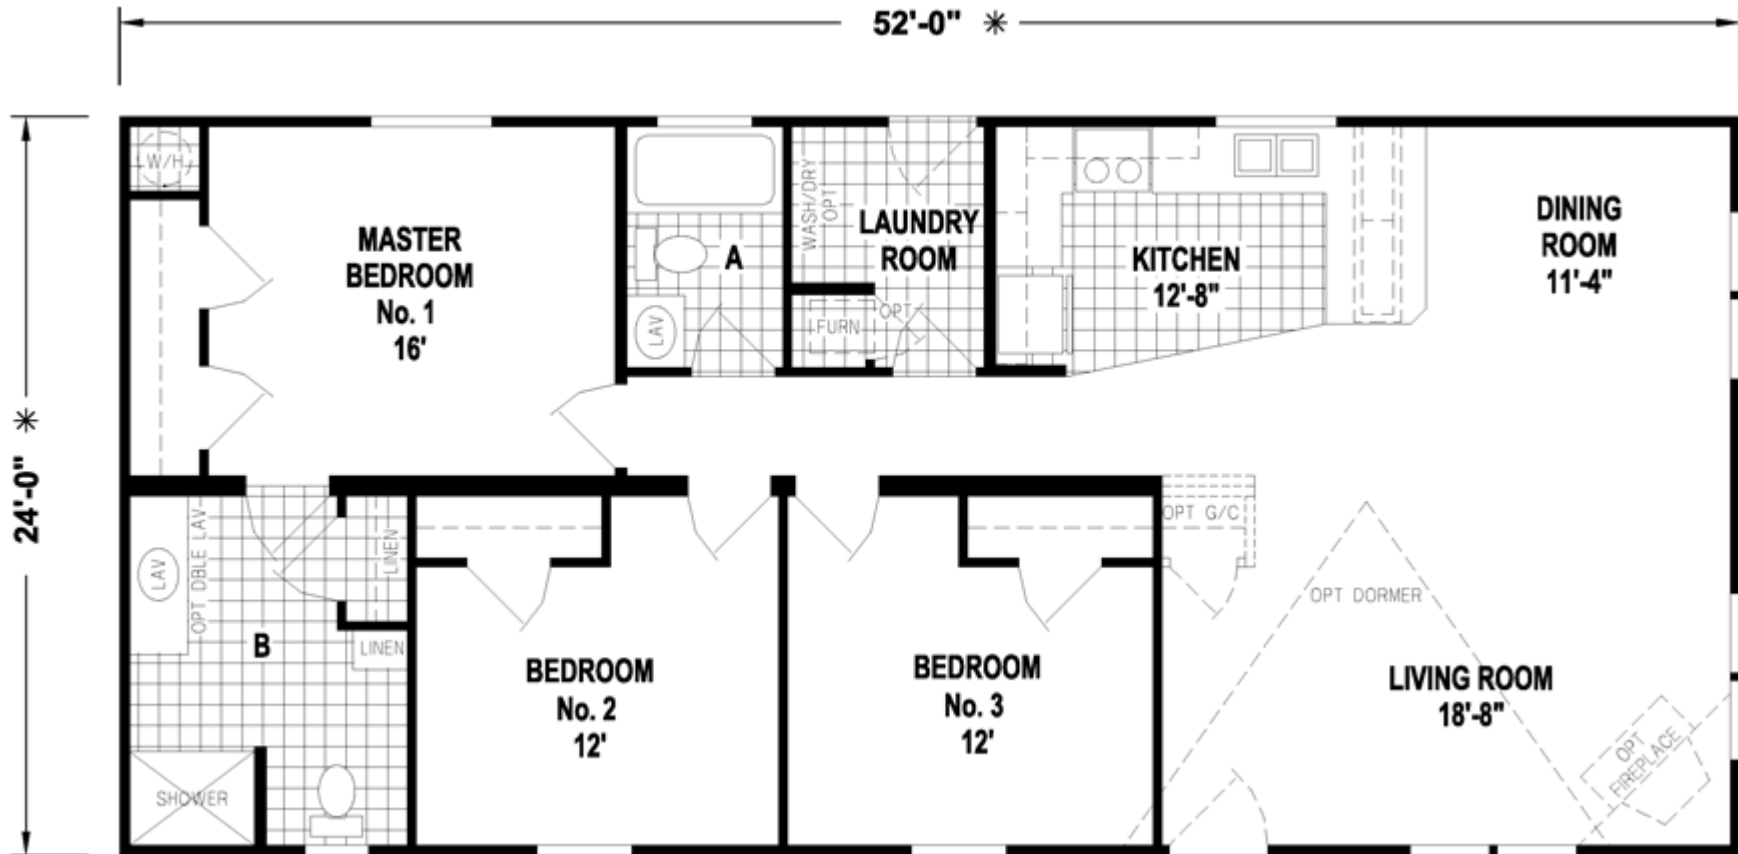 52'-0" ✳
24'-0" ✳
W/H
MASTER
BEDROOM
No. 1
16'
A
LAV
WASH/DRY
OPT
LAUNDRY
ROOM
FURN
OPT
KITCHEN
12'-8"
DINING
ROOM
11'-4"
LAV
OPT DBLE LAV
LINEN
B
LINEN
SHOWER
BEDROOM
No. 2
12'
BEDROOM
No. 3
12'
OPT G/C
OPT DORMER
LIVING ROOM
18'-8"
OPT
FIREPLACE